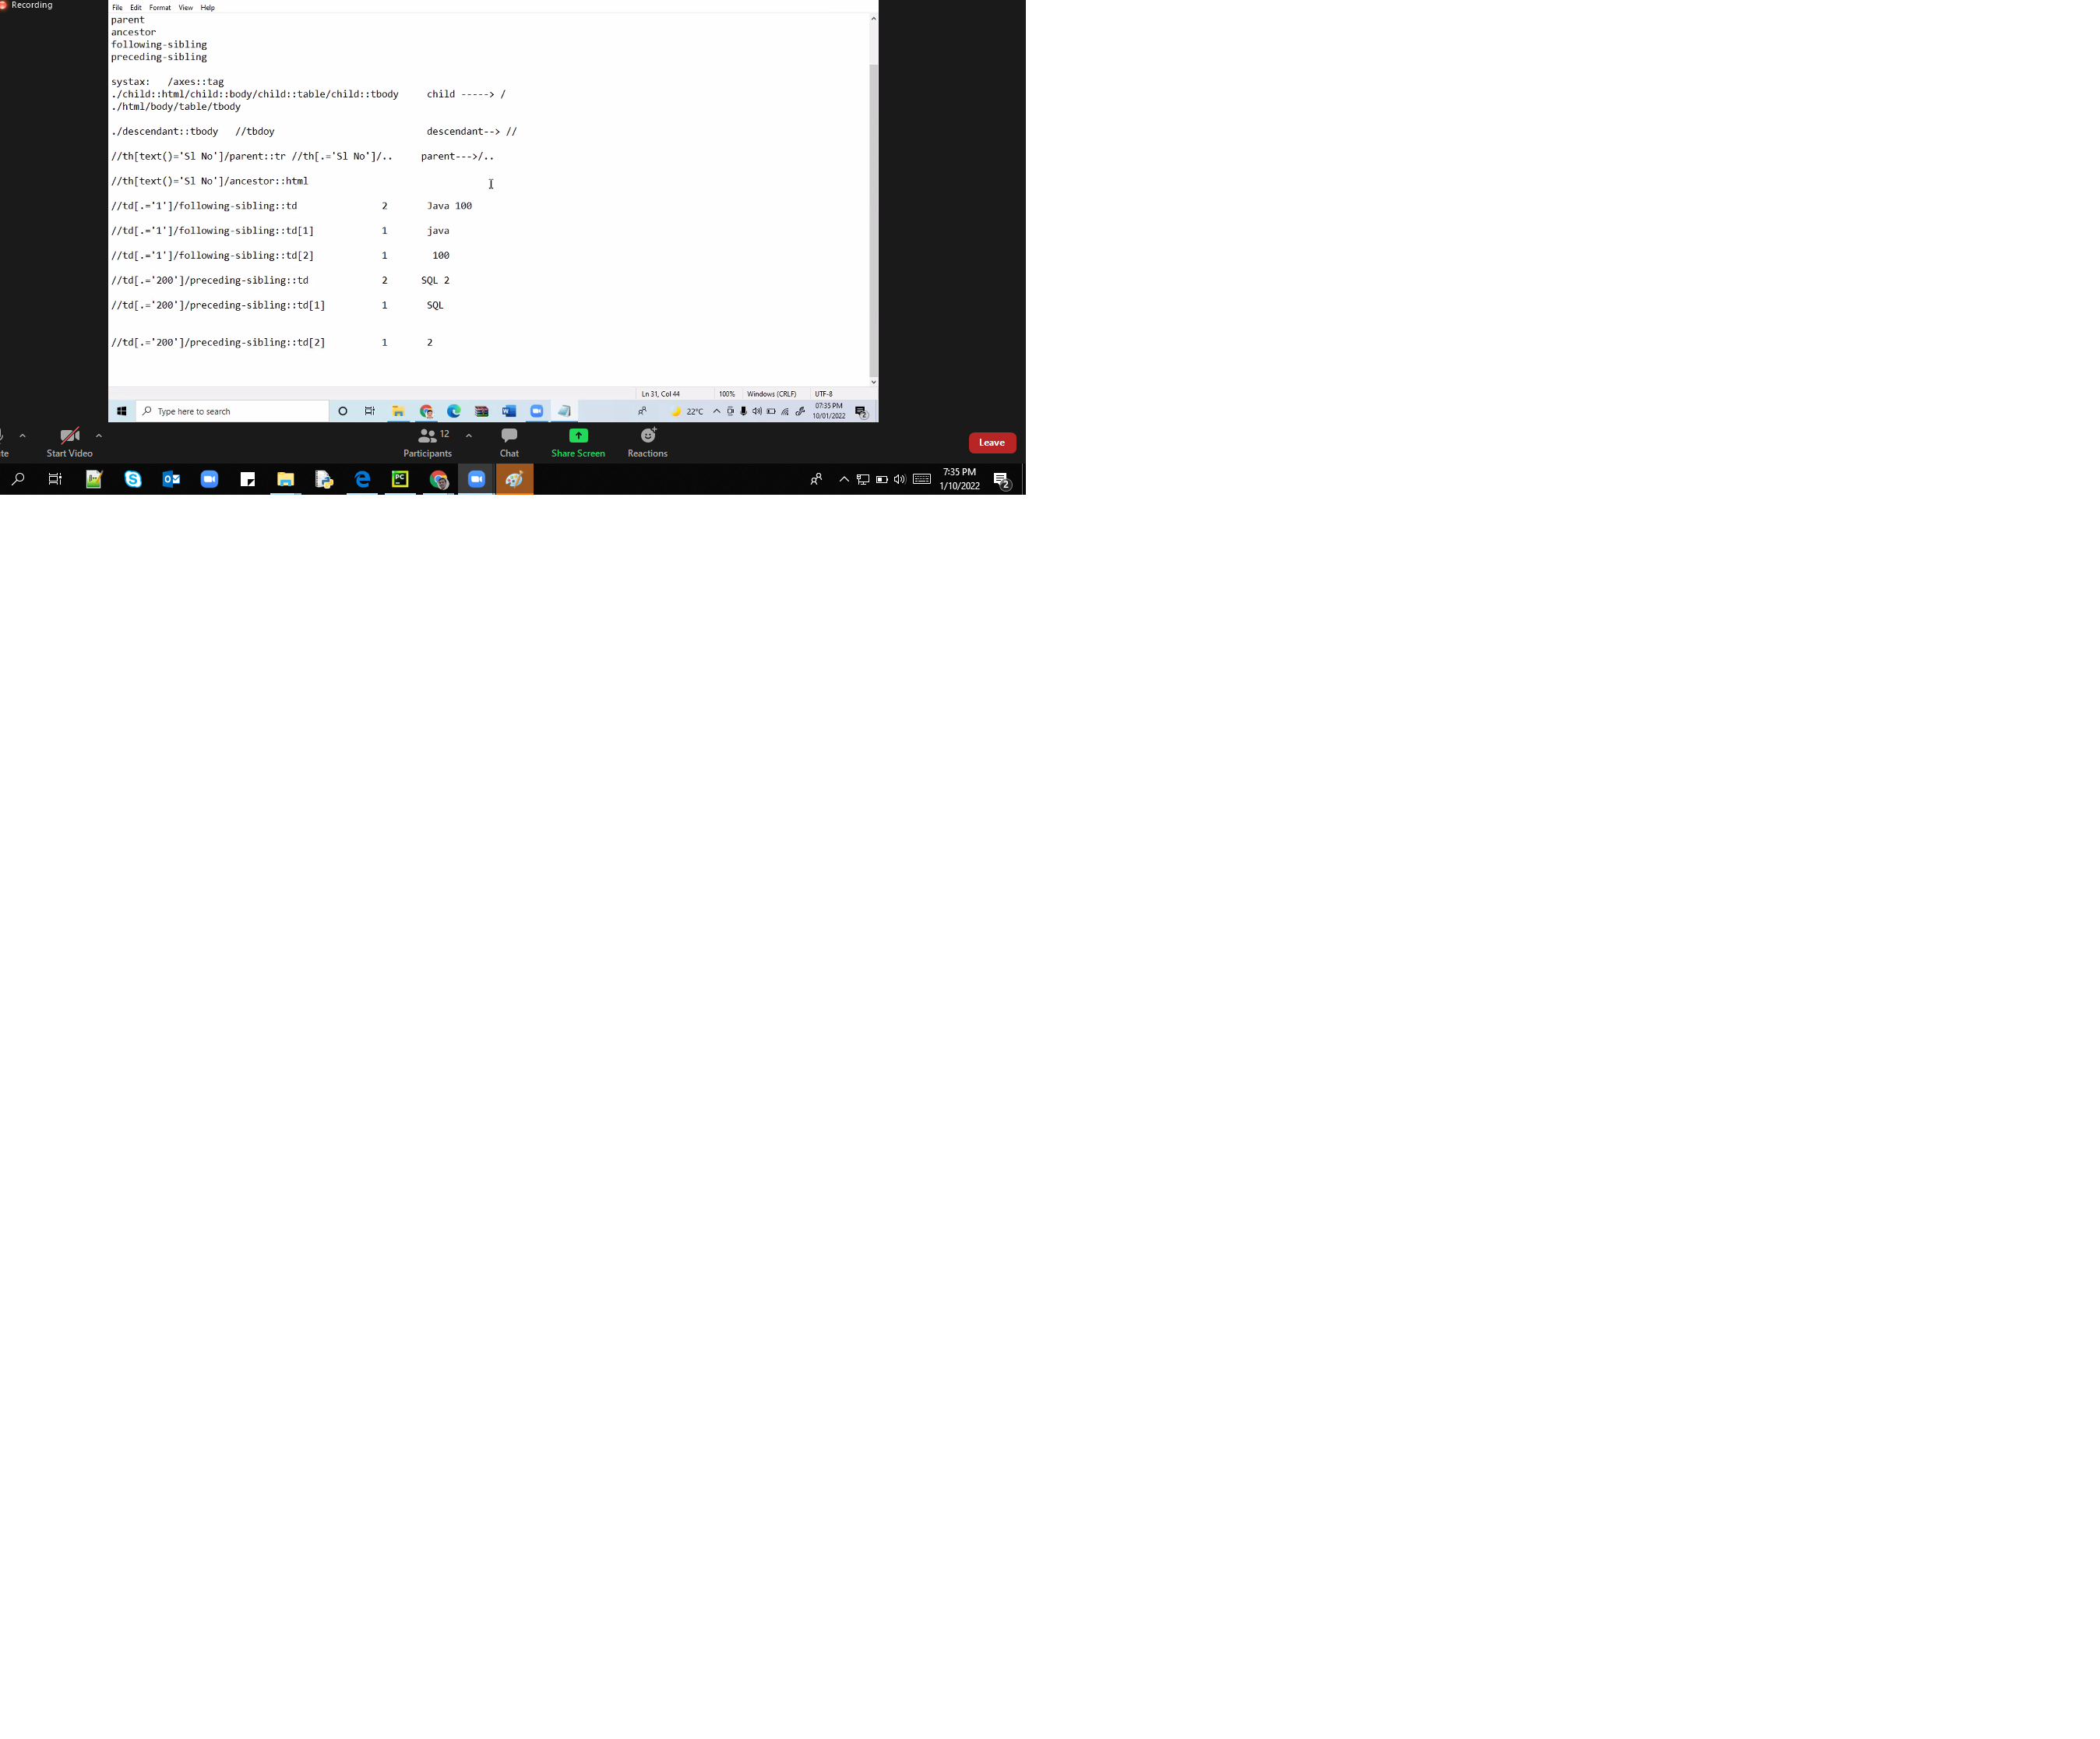 Recording
File Edit Format View Help
parent
ancestor
following-sibling
preceding-sibling
systax: /axes::tag
./child::html/child::body/child::table/child::tbody child -----> /
./html/body/table/tbody
./descendant::tbody //tbdoy descendant--> //
//th[text()='Sl No']/parent::tr //th[.='Sl No']/.. parent--->/..
//th[text()='Sl No']/ancestor::html
//td[.='1']/following-sibling::td 2 Java 100
//td[.='1']/following-sibling::td[1] 1 java
//td[.='1']/following-sibling::td[2] 1 100
//td[.='200']/preceding-sibling::td 2 SQL 2
//td[.='200']/preceding-sibling::td[1] 1 SQL
//td[.='200']/preceding-sibling::td[2] 1 2
Ln 31, Col 44 100% Windows (CRLF) UTF-8
Type here to search 22°C 07:35 PM
10/01/2022 2
12
te Start Video Participants Chat Share Screen Reactions Leave
7:35 PM
1/10/2022 2